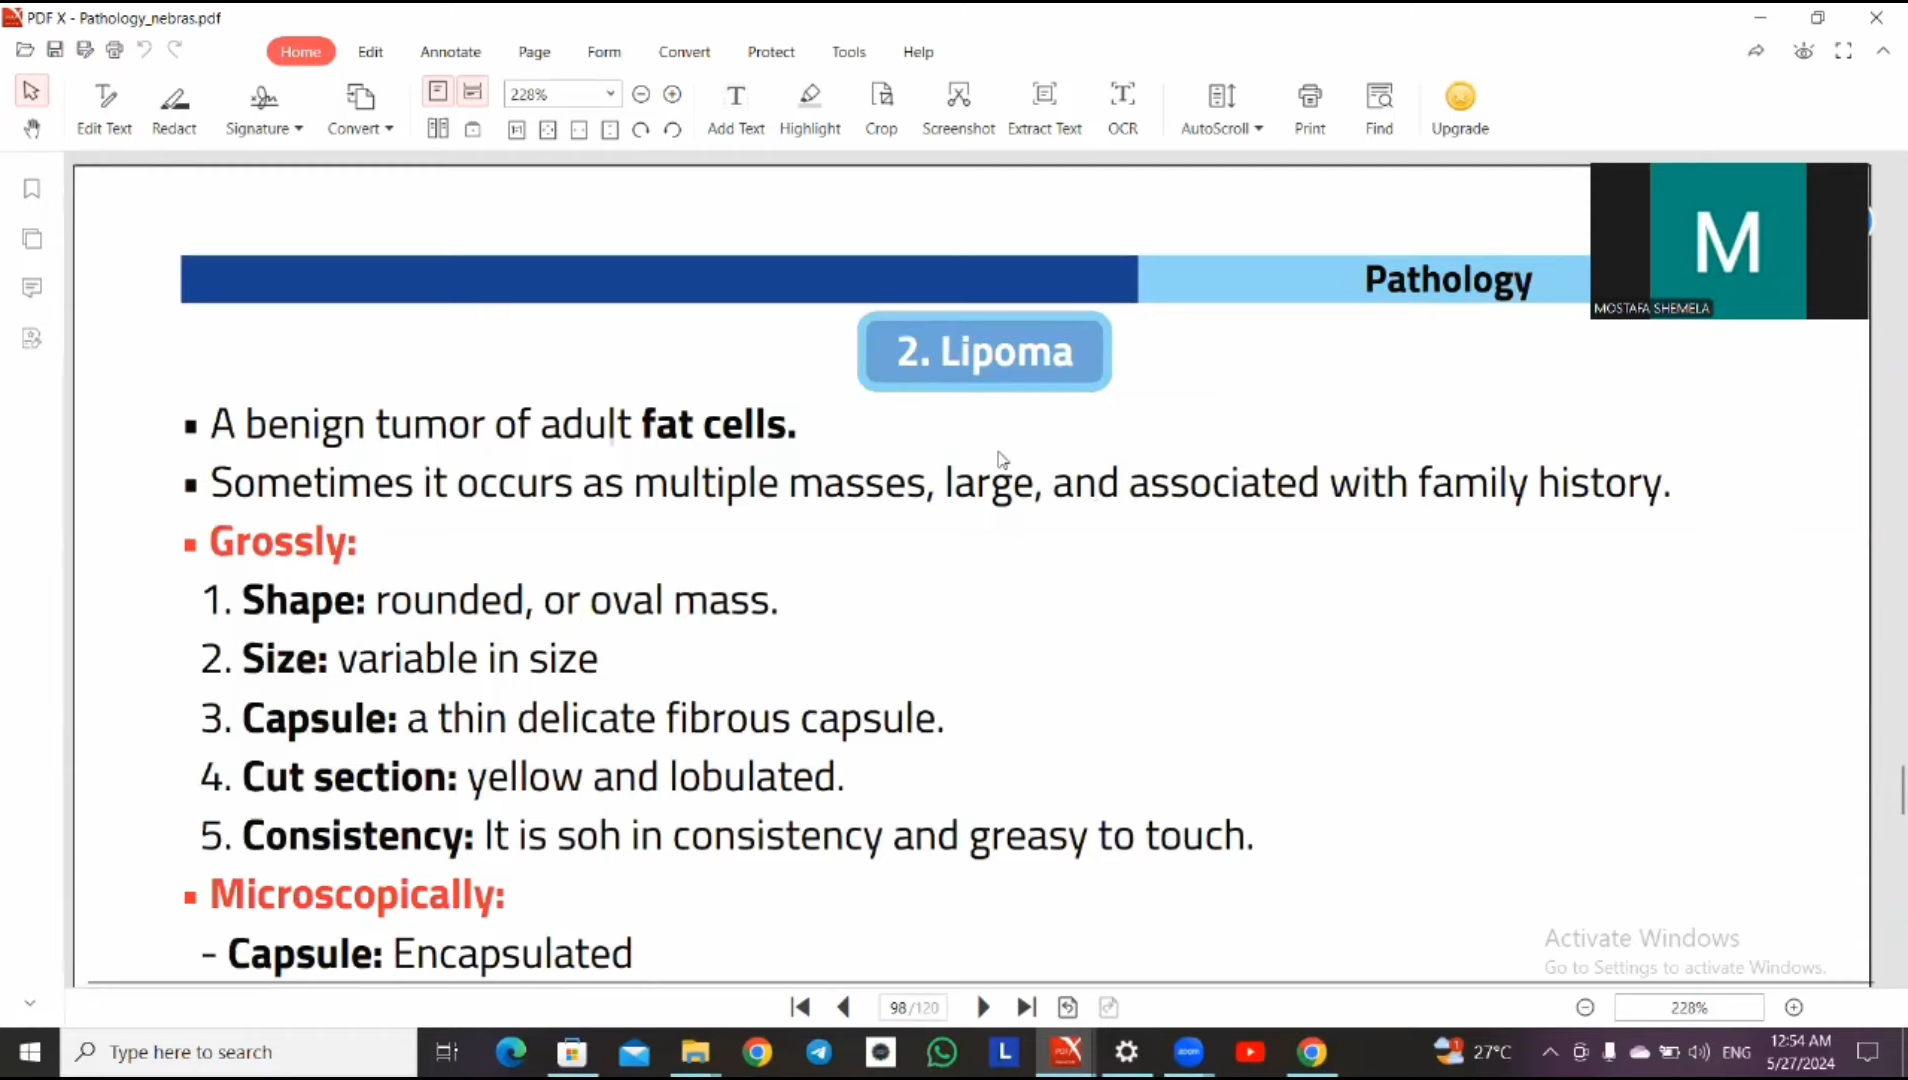 PDF X - Pathology_nebras.pdf
Home Edit Annotate Page Form Convert Protect Tools Help
228%
Edit Text Redact Signature Convert Add Text Highlight Crop Screenshot Extract Text OCR AutoScroll Print Find Upgrade
Pathology
M
MOSTAFA SHEMELA
2. Lipoma
▪ A benign tumor of adult fat cells.
▪ Sometimes it occurs as multiple masses, large, and associated with family history.
▪ Grossly:
1. Shape: rounded, or oval mass.
2. Size: variable in size
3. Capsule: a thin delicate fibrous capsule.
4. Cut section: yellow and lobulated.
5. Consistency: It is soh in consistency and greasy to touch.
▪ Microscopically:
- Capsule: Encapsulated
Activate Windows
Go to Settings to activate Windows.
98/120
228%
Type here to search
27°C
ENG
12:54 AM
5/27/2024